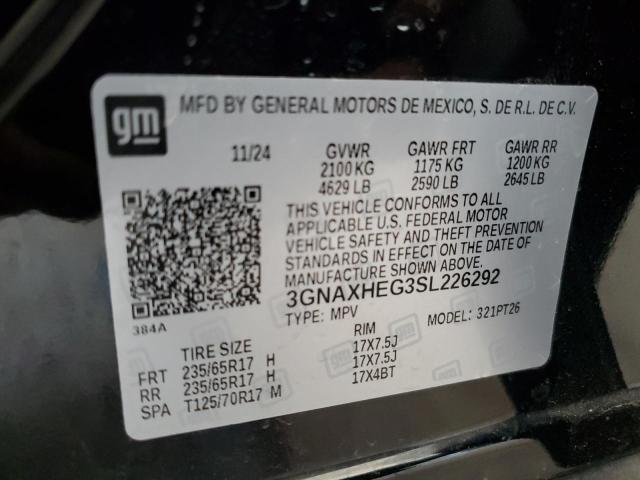 gm
MFD BY GENERAL MOTORS DE MEXICO, S. DE R.L. DE C.V.
11/24 GVWR GAWR FRT GAWR RR
2100 KG 1175 KG 1200 KG
4629 LB 2590 LB 2645 LB
THIS VEHICLE CONFORMS TO ALL
APPLICABLE U.S. FEDERAL MOTOR
VEHICLE SAFETY AND THEFT PREVENTION
STANDARDS IN EFFECT ON THE DATE OF
MANUFACTURE SHOWN ABOVE.
3GNAXHEG3SL226292
384A TYPE: MPV MODEL: 321PT26
TIRE SIZE RIM
FRT 235/65R17 H 17X7.5J
RR 235/65R17 H 17X7.5J
SPA T125/70R17 M 17X4BT